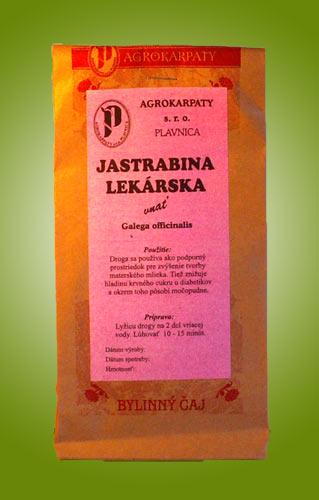 AGROKARPATY
AGROKARPATY
s. r. o.
PLAVNICA
JASTRABINA
LEKÁRSKA
vnať
Galega officinalis
Použitie:
Droga sa používa ako podporný
prostriedok pre zvýšenie tvorby
materského mlieka. Tiež znižuje
hladinu krvného cukru u diabetikov
a okrem toho pôsobí močopudne.
Príprava:
Lyžicu drogy na 2 dcl vriacej
vody. Lúhovať 10 - 15 minút.
Dátum výroby:
Dátum spotreby:
Hmotnosť:
BYLINNÝ ČAJ